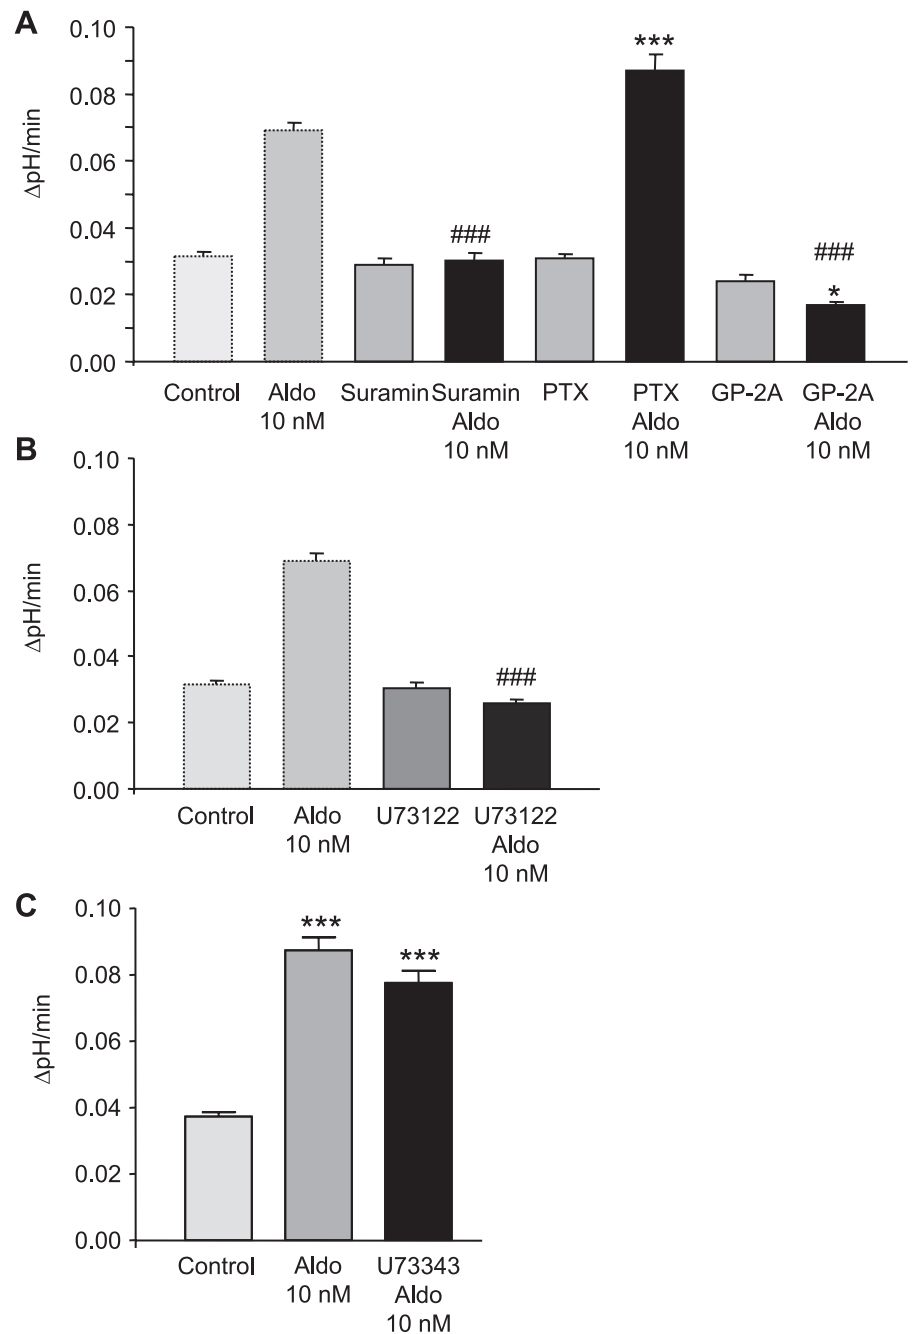 A
0.10
0.08
0.06
0.04
0.02
0.00
ΔpH/min
***
###
###
*
Control Aldo Suramin Suramin PTX PTX GP-2A GP-2A
10 nM Aldo Aldo Aldo
10 nM 10 nM 10 nM
B
0.10
0.08
0.06
0.04
0.02
0.00
ΔpH/min
###
Control Aldo U73122 U73122
10 nM Aldo
10 nM
C
0.10
0.08
0.06
0.04
0.02
0.00
ΔpH/min
***
***
Control Aldo U73343
10 nM Aldo
10 nM